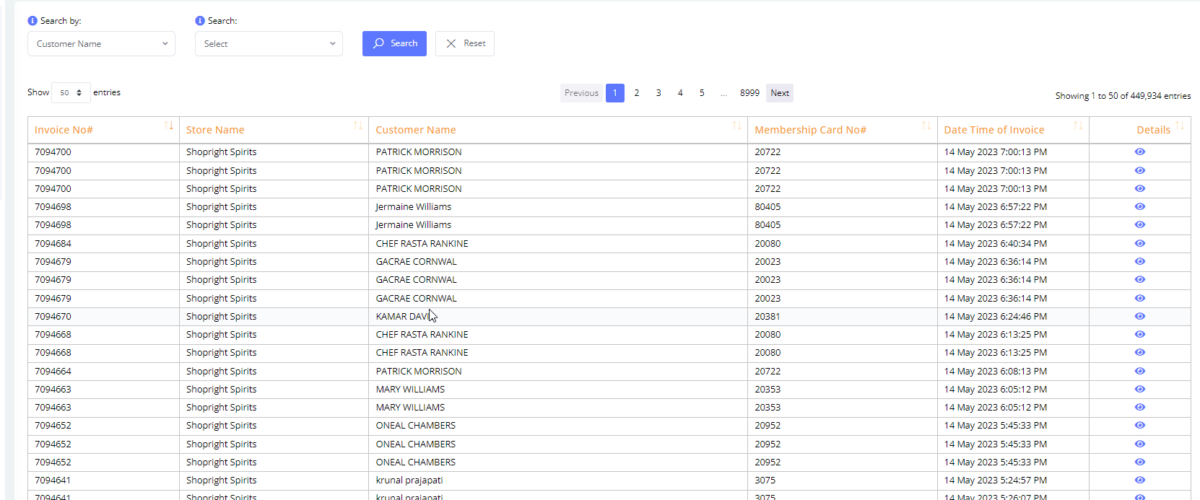 Search by: Search:
Customer Name Select Search Reset
Show 50 entries Previous 1 2 3 4 5 ... 8999 Next Showing 1 to 50 of 449,934 entries
Invoice No# Store Name Customer Name Membership Card No# Date Time of Invoice Details
7094700 Shopright Spirits PATRICK MORRISON 20722 14 May 2023 7:00:13 PM
7094700 Shopright Spirits PATRICK MORRISON 20722 14 May 2023 7:00:13 PM
7094700 Shopright Spirits PATRICK MORRISON 20722 14 May 2023 7:00:13 PM
7094698 Shopright Spirits Jermaine Williams 80405 14 May 2023 6:57:22 PM
7094698 Shopright Spirits Jermaine Williams 80405 14 May 2023 6:57:22 PM
7094684 Shopright Spirits CHEF RASTA RANKINE 20080 14 May 2023 6:40:34 PM
7094679 Shopright Spirits GACRAE CORNWAL 20023 14 May 2023 6:36:14 PM
7094679 Shopright Spirits GACRAE CORNWAL 20023 14 May 2023 6:36:14 PM
7094679 Shopright Spirits GACRAE CORNWAL 20023 14 May 2023 6:36:14 PM
7094670 Shopright Spirits KAMAR 20381 14 May 2023 6:24:46 PM
7094668 Shopright Spirits CHEF RASTA RANKINE 20080 14 May 2023 6:13:25 PM
7094668 Shopright Spirits CHEF RASTA RANKINE 20080 14 May 2023 6:13:25 PM
7094664 Shopright Spirits PATRICK MORRISON 20722 14 May 2023 6:08:13 PM
7094663 Shopright Spirits MARY WILLIAMS 20353 14 May 2023 6:05:12 PM
7094663 Shopright Spirits MARY WILLIAMS 20353 14 May 2023 6:05:12 PM
7094652 Shopright Spirits ONEAL CHAMBERS 20952 14 May 2023 5:45:33 PM
7094652 Shopright Spirits ONEAL CHAMBERS 20952 14 May 2023 5:45:33 PM
7094652 Shopright Spirits ONEAL CHAMBERS 20952 14 May 2023 5:45:33 PM
7094641 Shopright Spirits krunal prajapati 3075 14 May 2023 5:24:57 PM
7094641 Shopright Spirits krunal prajapati 3075 14 May 2023 5:26:07 PM